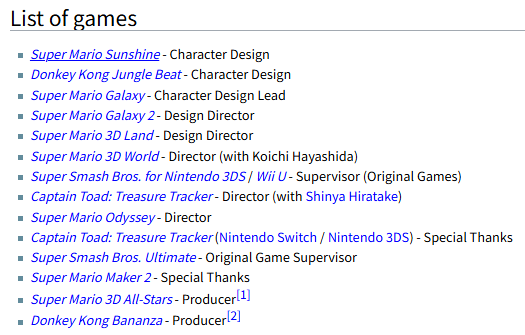 List of games
Super Mario Sunshine - Character Design
Donkey Kong Jungle Beat - Character Design
Super Mario Galaxy - Character Design Lead
Super Mario Galaxy 2 - Design Director
Super Mario 3D Land - Design Director
Super Mario 3D World - Director (with Koichi Hayashida)
Super Smash Bros. for Nintendo 3DS / Wii U - Supervisor (Original Games)
Captain Toad: Treasure Tracker - Director (with Shinya Hiratake)
Super Mario Odyssey - Director
Captain Toad: Treasure Tracker (Nintendo Switch / Nintendo 3DS) - Special Thanks
Super Smash Bros. Ultimate - Original Game Supervisor
Super Mario Maker 2 - Special Thanks
Super Mario 3D All-Stars - Producer[1]
Donkey Kong Bananza - Producer[2]